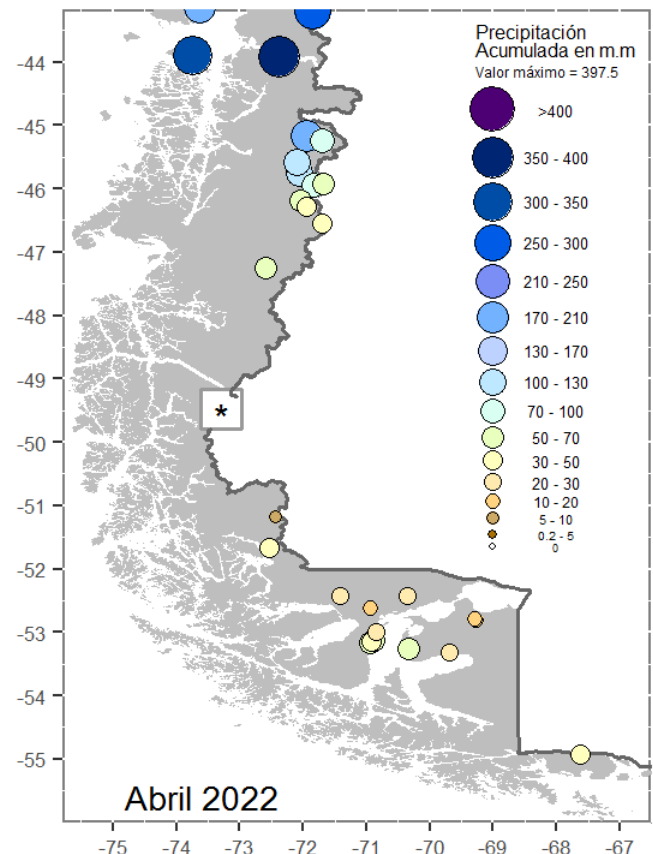 Precipitación
Acumulada en m.m
Valor máximo = 397.5
>400
350 - 400
300 - 350
250 - 300
210 - 250
170 - 210
130 - 170
100 - 130
70 - 100
50 - 70
30 - 50
20 - 30
10 - 20
5 - 10
0.2 - 5
0
-44
-45
-46
-47
-48
-49
-50
-51
-52
-53
-54
-55
*
Abril 2022
-75 -74 -73 -72 -71 -70 -69 -68 -67